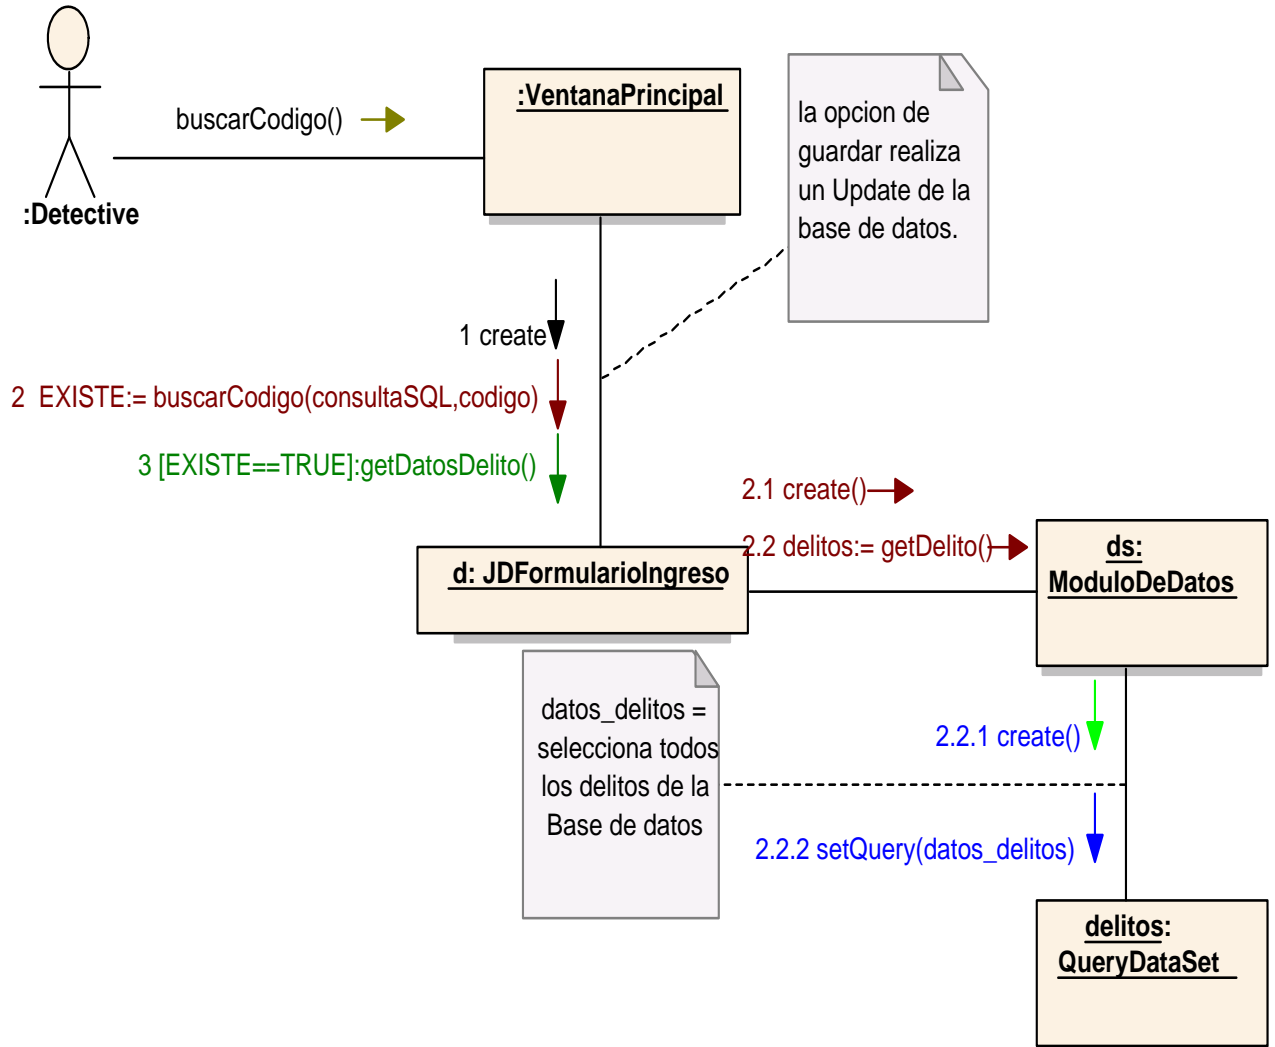 :VentanaPrincipal
buscarCodigo()
:Detective
la opcion de
guardar realiza
un Update de la
base de datos.
1 create
2  EXISTE:= buscarCodigo(consultaSQL,codigo)
3 [EXISTE==TRUE]:getDatosDelito()
2.1 create()
2.2 delitos:= getDelito()
d: JDFormularioIngreso
ds:
ModuloDeDatos
datos_delitos =
selecciona todos
los delitos de la
Base de datos
2.2.1 create()
2.2.2 setQuery(datos_delitos)
delitos:
QueryDataSet